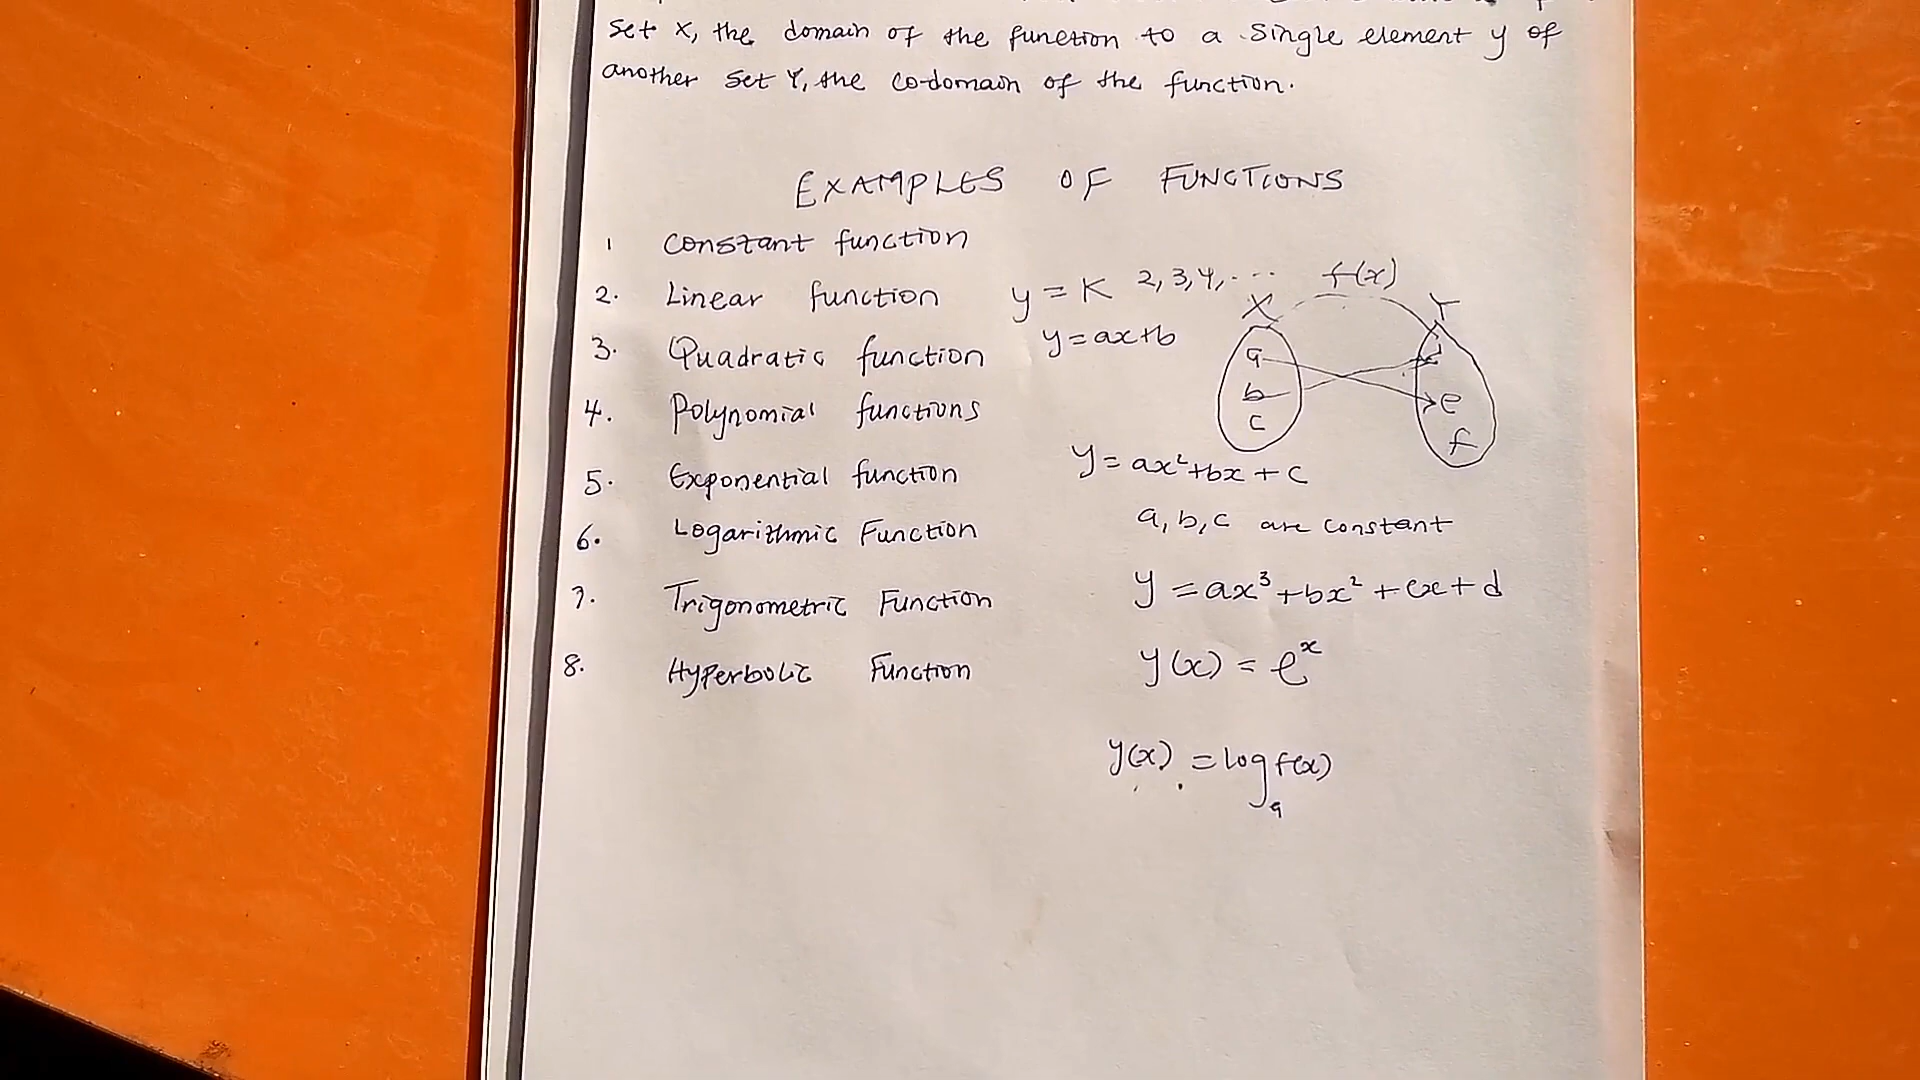 Set X, the domain of the function to a single element y of
another Set Y, the Co-domain of the function.
EXAMPLES OF FUNCTIONS
1 Constant function
2. Linear function
3. Quadratic function
4. Polynomial functions
5. Exponential function
6. Logarithmic Function
7. Trigonometric Function
8. Hyperbolic Function
y = K 2, 3, 4, ...
y = ax+b
f(x)
X
Y
a
b
c
d
e
f
y = ax²+bx+c
a, b, c are constant
y = ax³+bx²+cx+d
y(x) = eˣ
y(x) = logₐf(x)